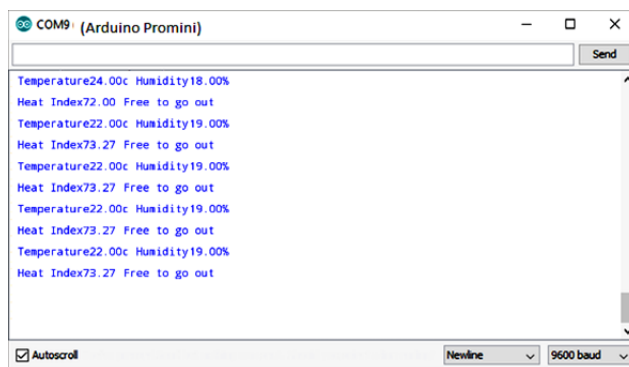 COM9 (Arduino Promini)
Send
Temperature24.00c Humidity18.00%
Heat Index72.00 Free to go out
Temperature22.00c Humidity19.00%
Heat Index73.27 Free to go out
Temperature22.00c Humidity19.00%
Heat Index73.27 Free to go out
Temperature22.00c Humidity19.00%
Heat Index73.27 Free to go out
Temperature22.00c Humidity19.00%
Heat Index73.27 Free to go out
Autoscroll Newline 9600 baud